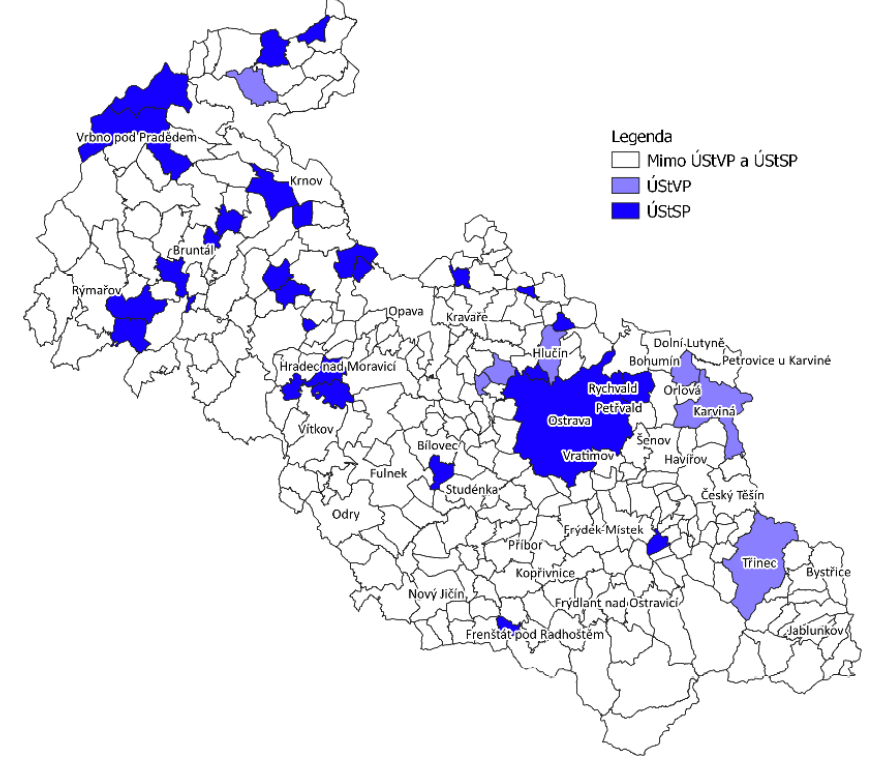 Legenda
Mimo ÚStVP a ÚStSP
ÚStVP
ÚStSP
Vrbno pod Pradědem
Krnov
Bruntál
Rýmařov
Opava
Kravaře
Dolní Lutyně
Hlučín
Bohumín
Petrovice u Karviné
Hradec nad Moravicí
Rychvald
Orlová
Petřvald
Karviná
Ostrava
Vítkov
Šenov
Bílovec
Vratimov
Havířov
Fulnek
Studénka
Český Těšín
Odry
Frýdek-Místek
Příbor
Třinec
Kopřivnice
Bystřice
Nový Jičín
Frýdlant nad Ostravicí
Frenštát pod Radhoštěm
Jablunkov